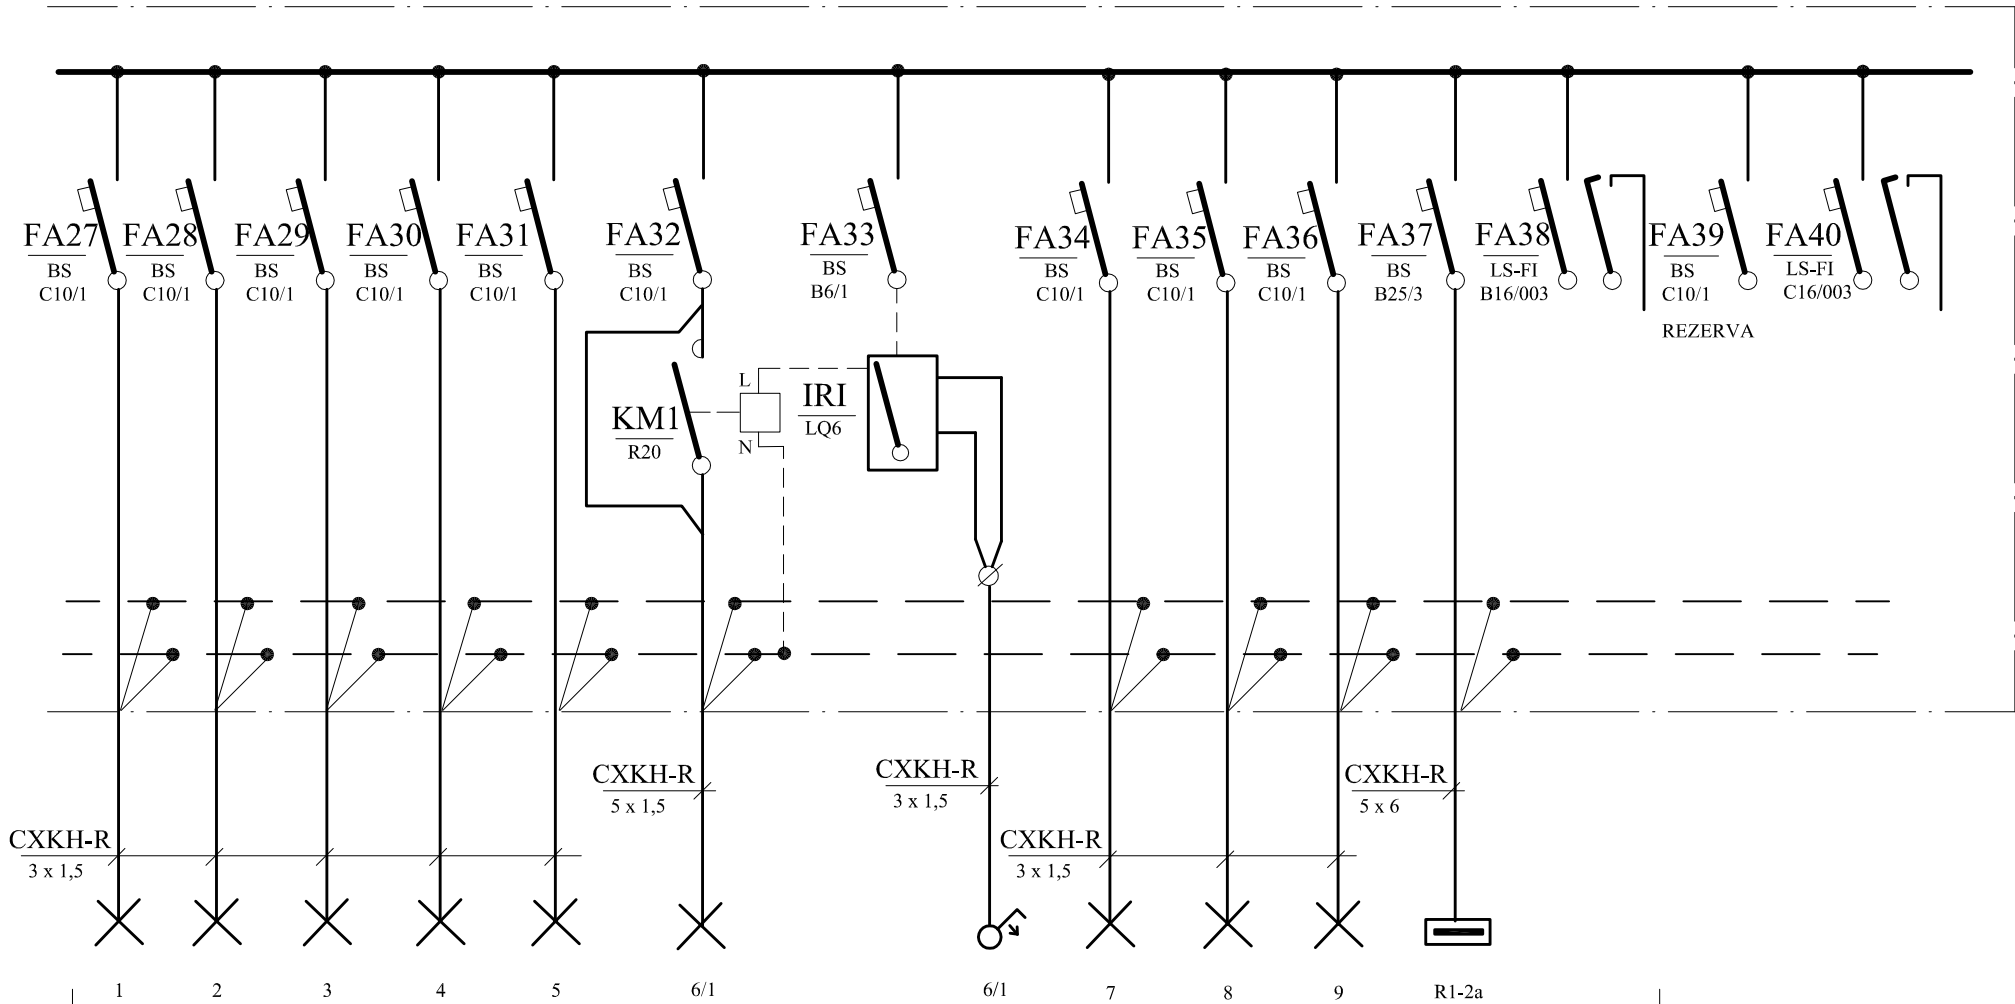 FA27
BS
C10/1
FA28
BS
C10/1
FA29
BS
C10/1
FA30
BS
C10/1
FA31
BS
C10/1
FA32
BS
C10/1
FA33
BS
B6/1
FA34
BS
C10/1
FA35
BS
C10/1
FA36
BS
C10/1
FA37
BS
B25/3
FA38
LS-FI
B16/003
FA39
BS
C10/1
REZERVA
FA40
LS-FI
C16/003
KM1
R20
L
N
IRI
LQ6
CXKH-R
5 x 1,5
CXKH-R
3 x 1,5
CXKH-R
5 x 6
CXKH-R
3 x 1,5
CXKH-R
3 x 1,5
1
2
3
4
5
6/1
6/1
7
8
9
R1-2a